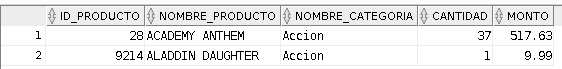 ID_PRODUCTO NOMBRE_PRODUCTO NOMBRE_CATEGORIA CANTIDAD MONTO
1 28 ACADEMY ANTHEM Accion 37 517.63
2 9214 ALADDIN DAUGHTER Accion 1 9.99